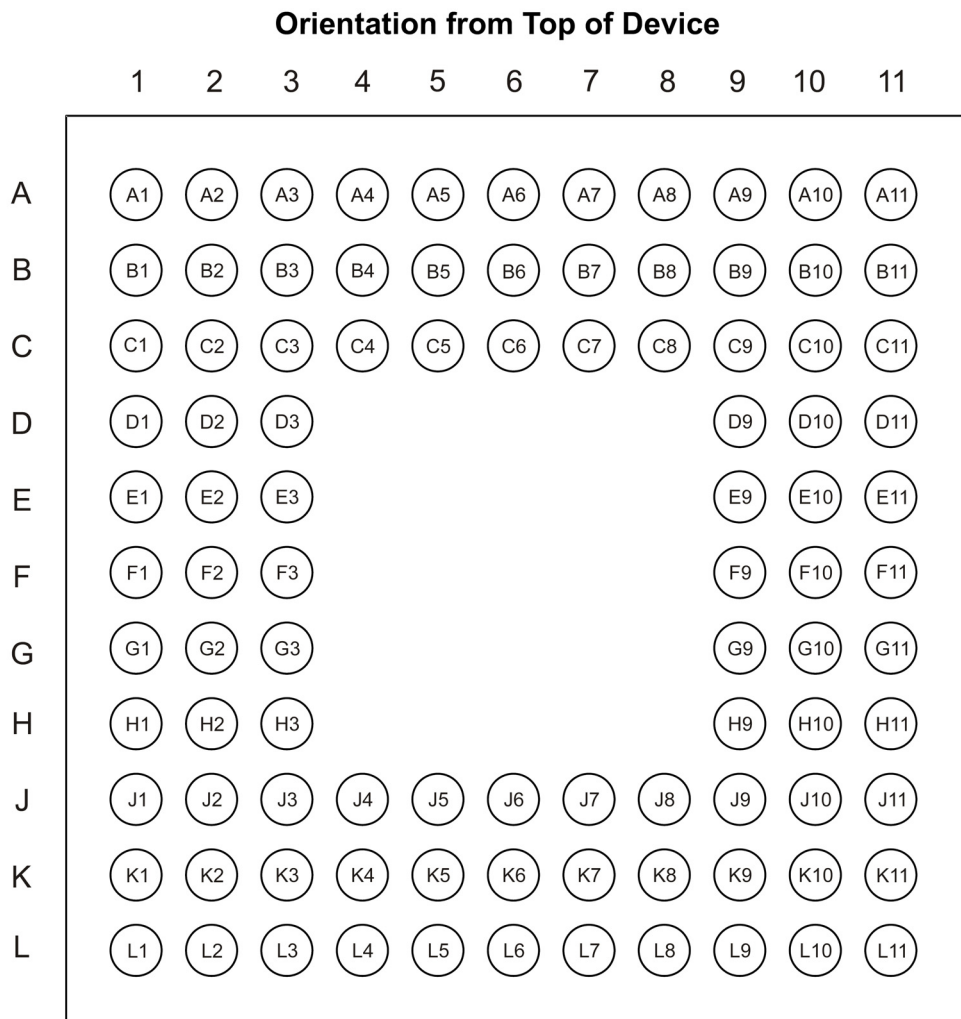 Orientation from Top of Device
1 2 3 4 5 6 7 8 9 10 11
A A1 A2 A3 A4 A5 A6 A7 A8 A9 A10 A11
B B1 B2 B3 B4 B5 B6 B7 B8 B9 B10 B11
C C1 C2 C3 C4 C5 C6 C7 C8 C9 C10 C11
D D1 D2 D3 D9 D10 D11
E E1 E2 E3 E9 E10 E11
F F1 F2 F3 F9 F10 F11
G G1 G2 G3 G9 G10 G11
H H1 H2 H3 H9 H10 H11
J J1 J2 J3 J4 J5 J6 J7 J8 J9 J10 J11
K K1 K2 K3 K4 K5 K6 K7 K8 K9 K10 K11
L L1 L2 L3 L4 L5 L6 L7 L8 L9 L10 L11